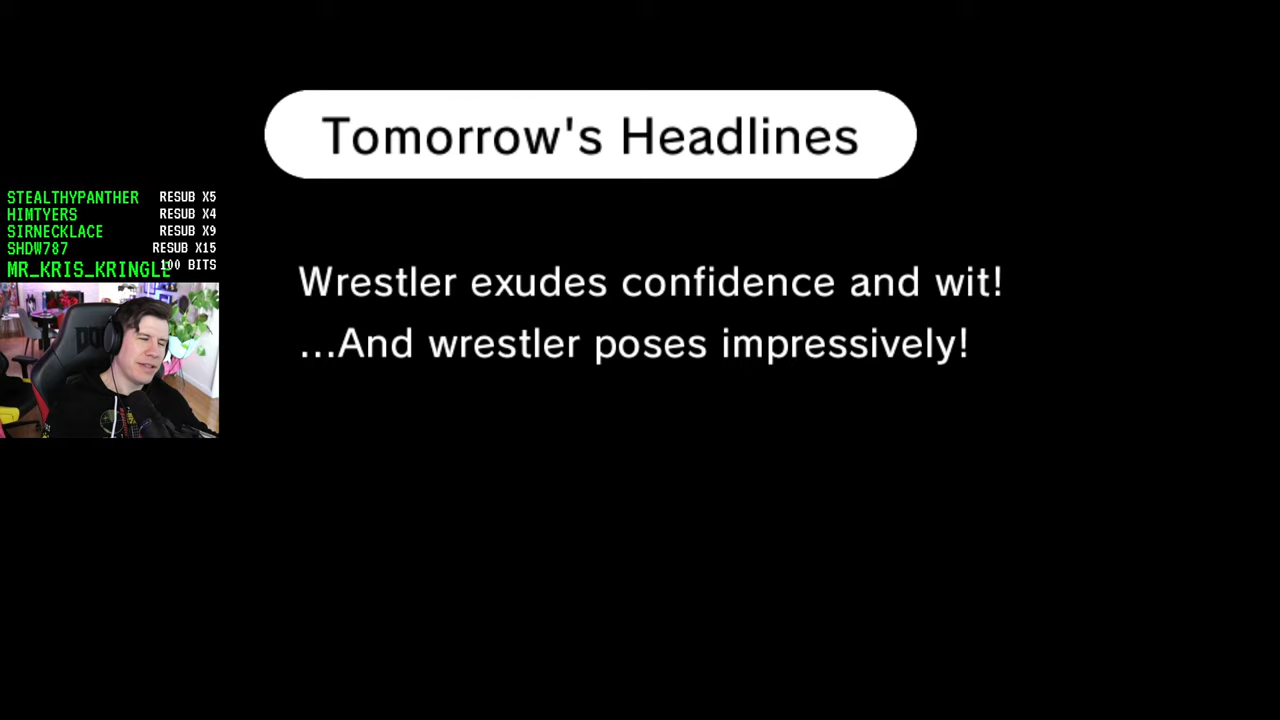 Tomorrow's Headlines
Wrestler exudes confidence and wit!
...And wrestler poses impressively!
STEALTHYPANTHER RESUB X5
HIMTYERS RESUB X4
SIRNECKLACE RESUB X9
SHDW787 RESUB X15
MR_KRIS_KRINGLE 100 BITS